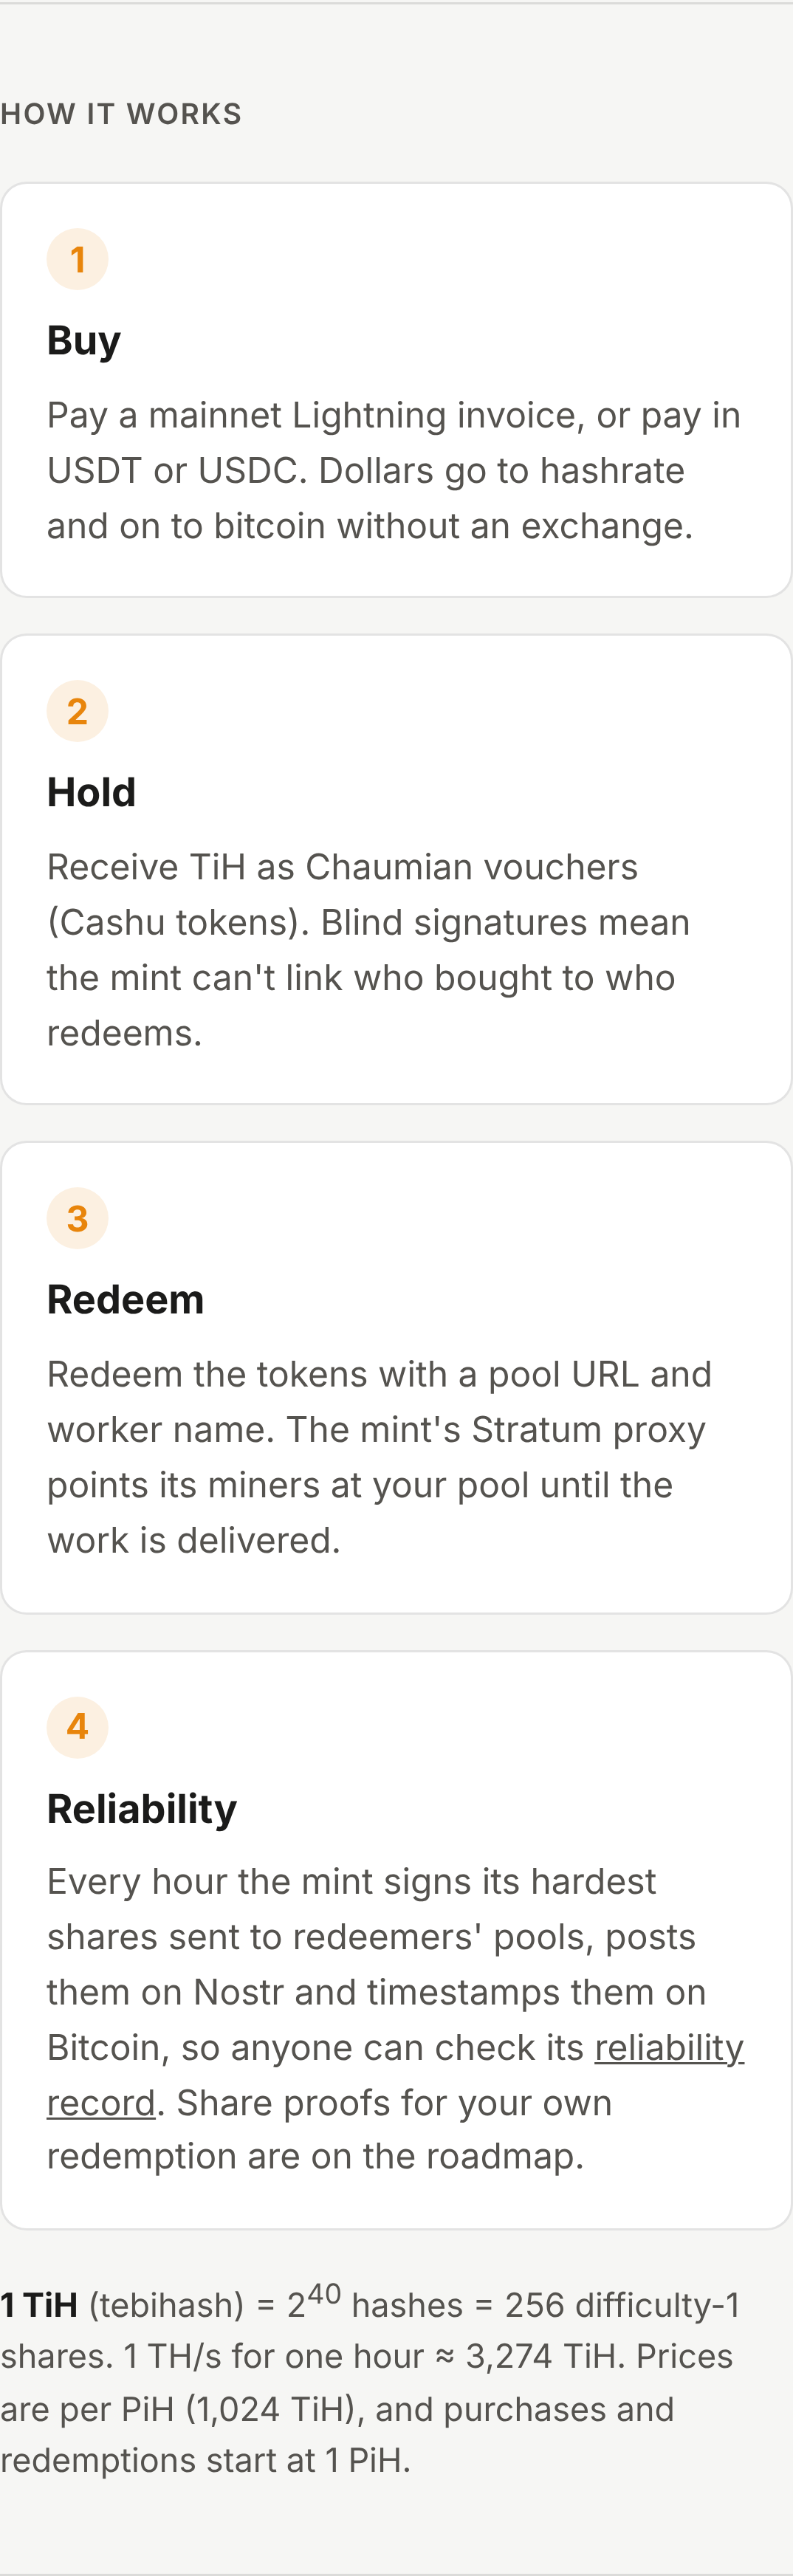 HOW IT WORKS
1
Buy
Pay a mainnet Lightning invoice, or pay in
USDT or USDC. Dollars go to hashrate
and on to bitcoin without an exchange.
2
Hold
Receive TiH as Chaumian vouchers
(Cashu tokens). Blind signatures mean
the mint can't link who bought to who
redeems.
3
Redeem
Redeem the tokens with a pool URL and
worker name. The mint's Stratum proxy
points its miners at your pool until the
work is delivered.
4
Reliability
Every hour the mint signs its hardest
shares sent to redeemers' pools, posts
them on Nostr and timestamps them on
Bitcoin, so anyone can check its reliability
record. Share proofs for your own
redemption are on the roadmap.
1 TiH (tebihash) = 2⁴⁰ hashes = 256 difficulty-1
shares. 1 TH/s for one hour ≈ 3,274 TiH. Prices
are per PiH (1,024 TiH), and purchases and
redemptions start at 1 PiH.